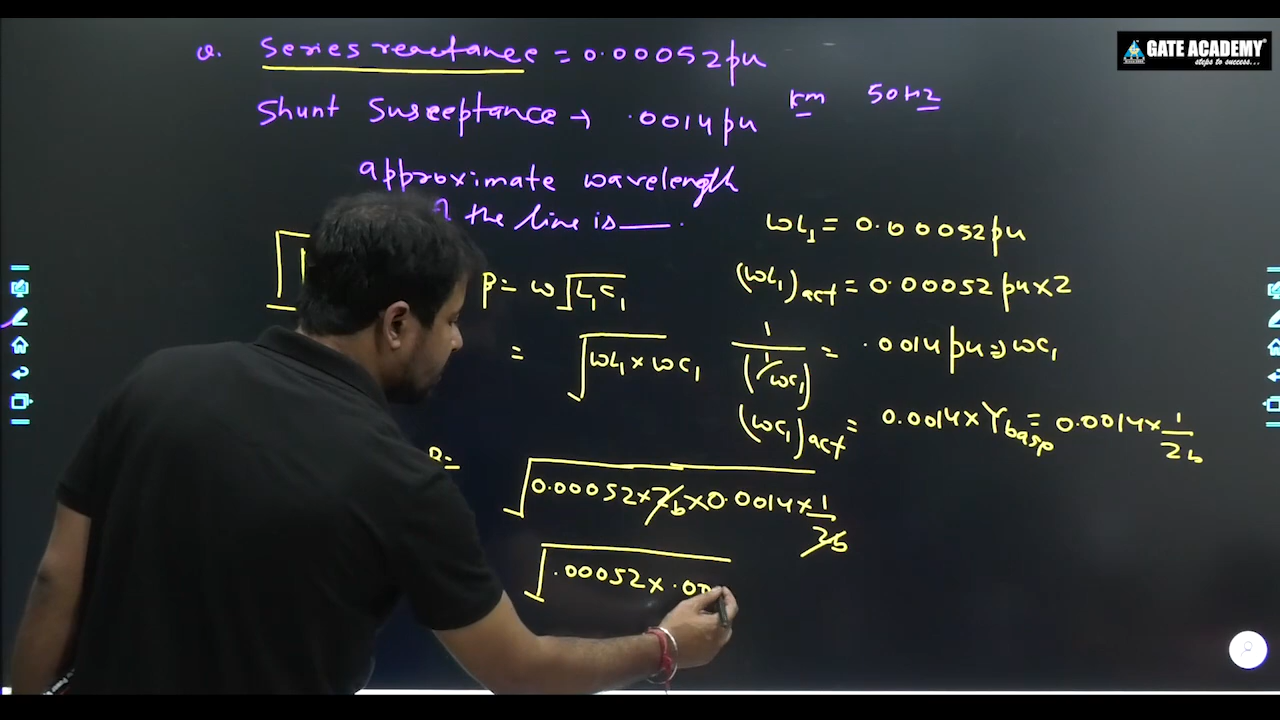 Q. Series reactance = 0.00052 pu
Shunt Susceptance → .0014 pu km 50Hz
approximate wavelength
the line is ___.
β = ω√L₁C₁
= √ωL₁ × ωC₁
ωL₁ = 0.00052 pu
(ωL₁)act = 0.00052 pu × Z
1/(1/ωC₁) = .0014 pu ⇒ ωC₁
(ωC₁)act = 0.0014 × Ybase = 0.0014 × 1/Zb
√0.00052 × Zb × 0.0014 × 1/Zb
√.00052 × .00
GATE ACADEMY
steps to success...